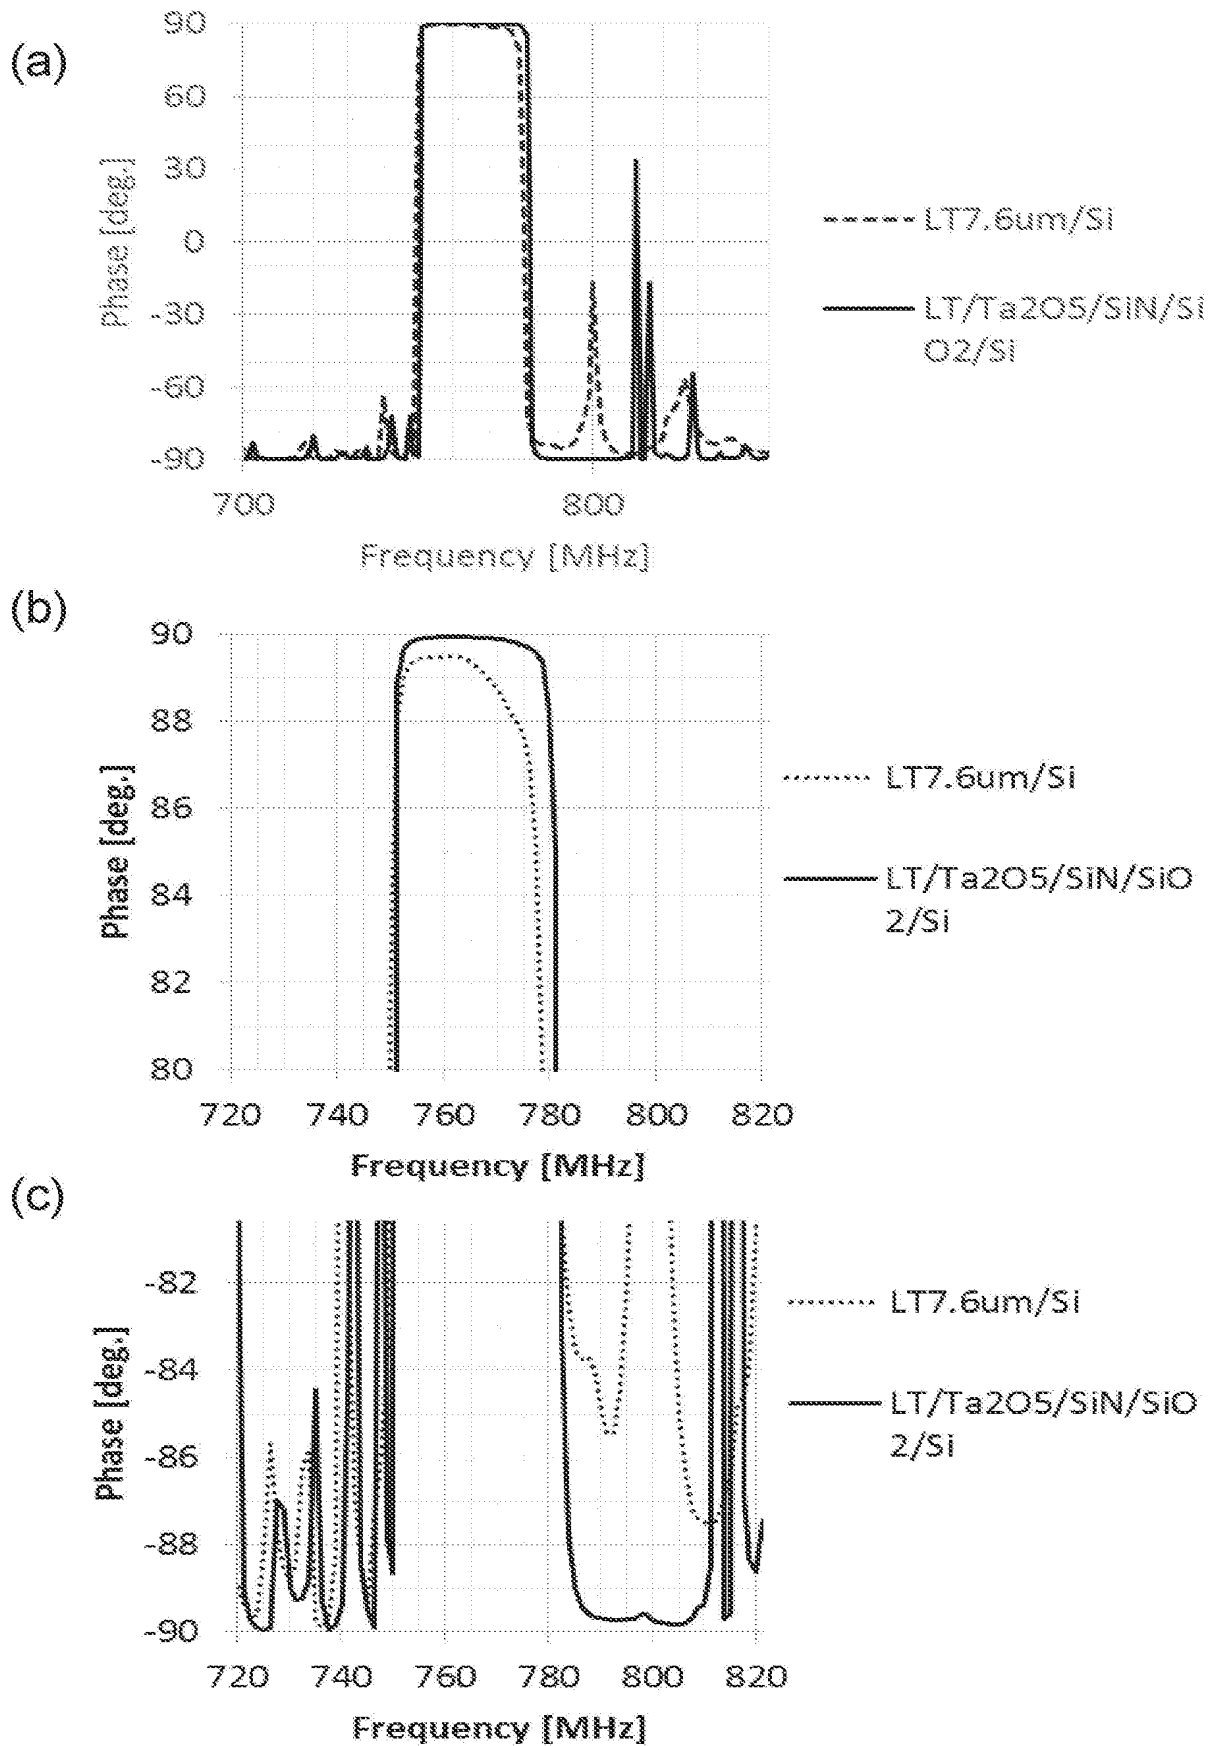 (a)
90
60
30
0
-30
-60
-90
Phase [deg.]
700
800
Frequency [MHz]
LT7.6um/Si
LT/Ta2O5/SiN/Si
O2/Si
(b)
90
88
86
84
82
80
Phase [deg.]
720 740 760 780 800 820
Frequency [MHz]
LT7.6um/Si
LT/Ta2O5/SiN/SiO
2/Si
(c)
-82
-84
-86
-88
-90
Phase [deg.]
720 740 760 780 800 820
Frequency [MHz]
LT7.6um/Si
LT/Ta2O5/SiN/SiO
2/Si